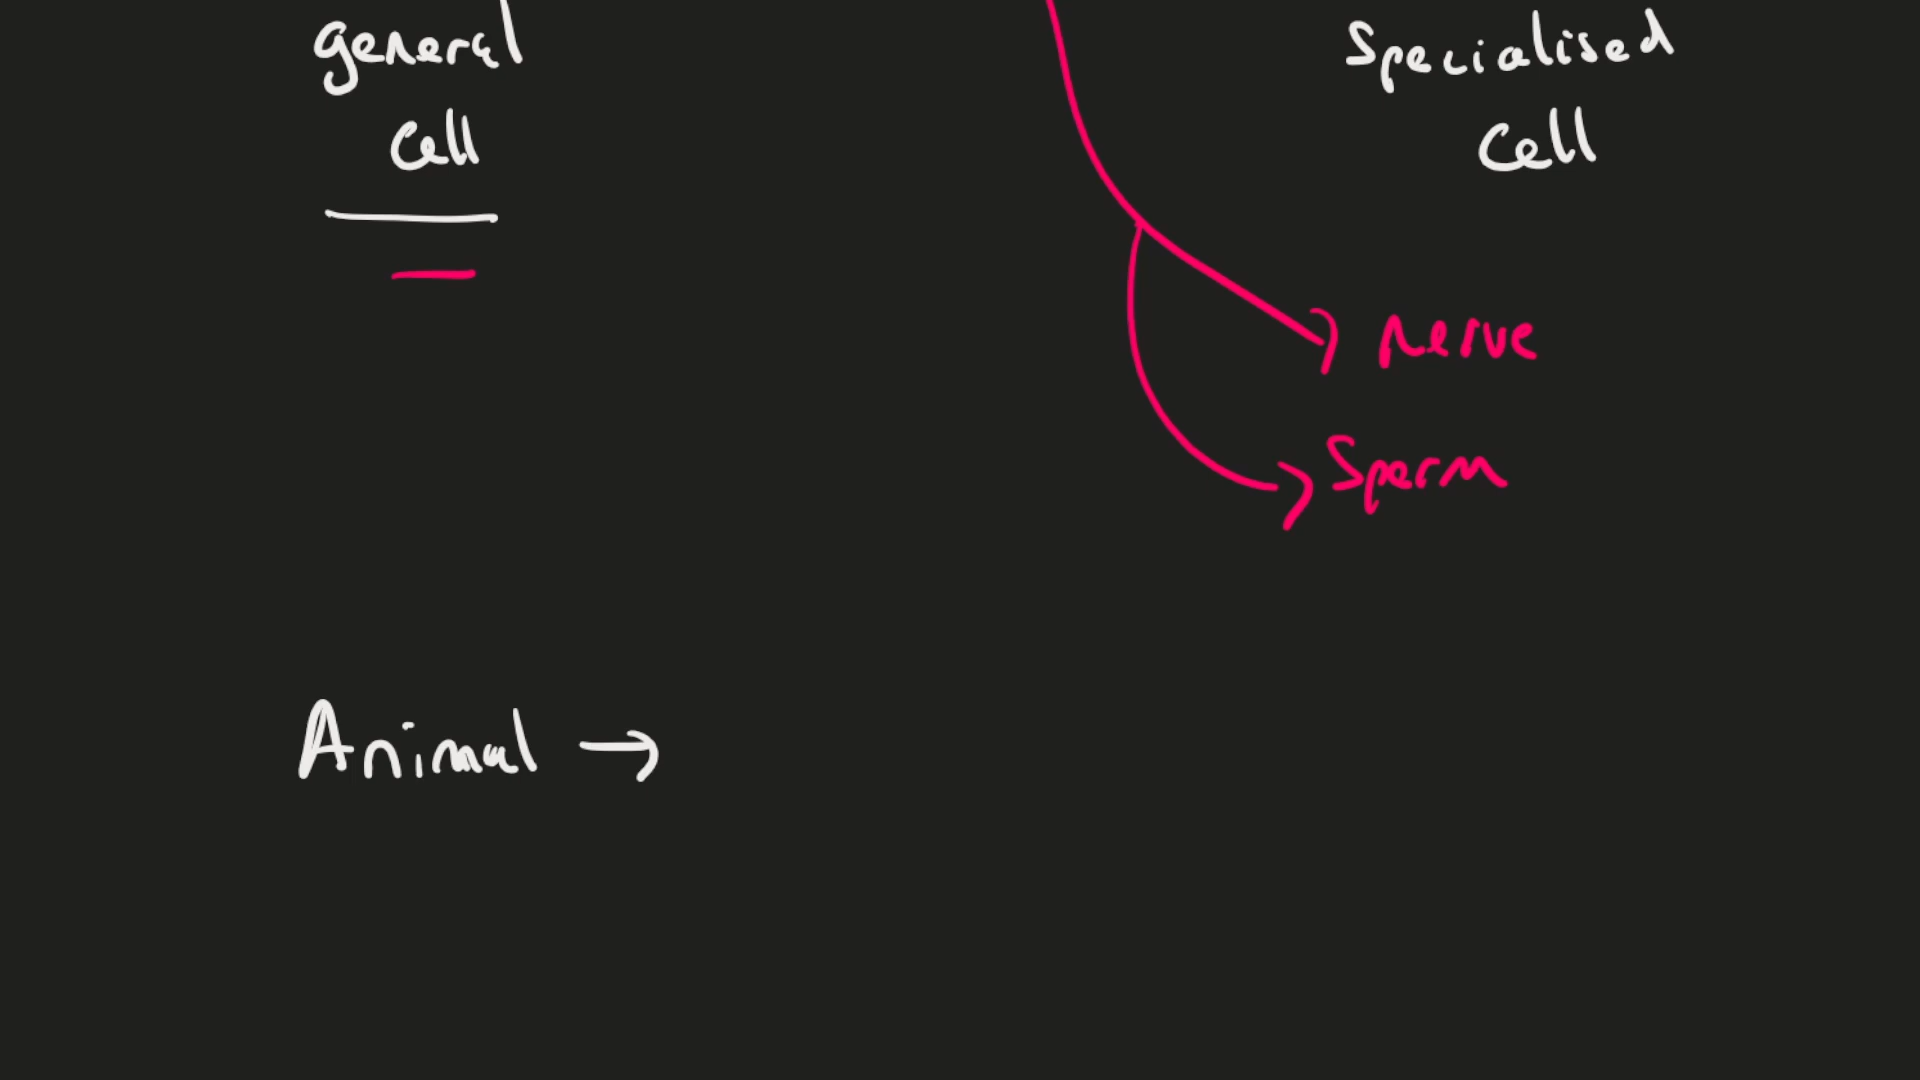 general
Cell
Specialised
Cell
nerve
Sperm
Animal →